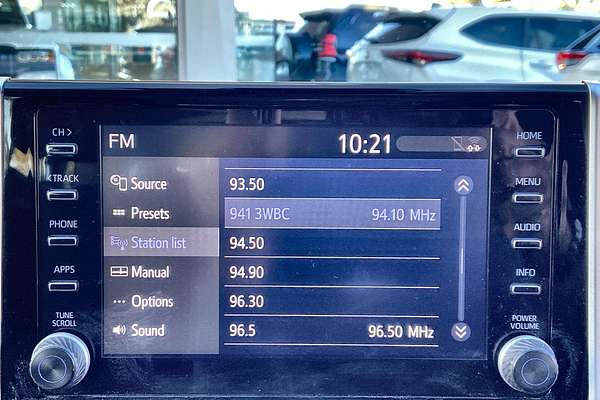 CH >
< TRACK
PHONE
APPS
TUNE
SCROLL
FM
10:21
Source
Presets
Station list
Manual
Options
Sound
93.50
941 3WBC 94.10 MHz
94.50
94.90
96.30
96.5 96.50 MHz
HOME
MENU
AUDIO
INFO
POWER
VOLUME